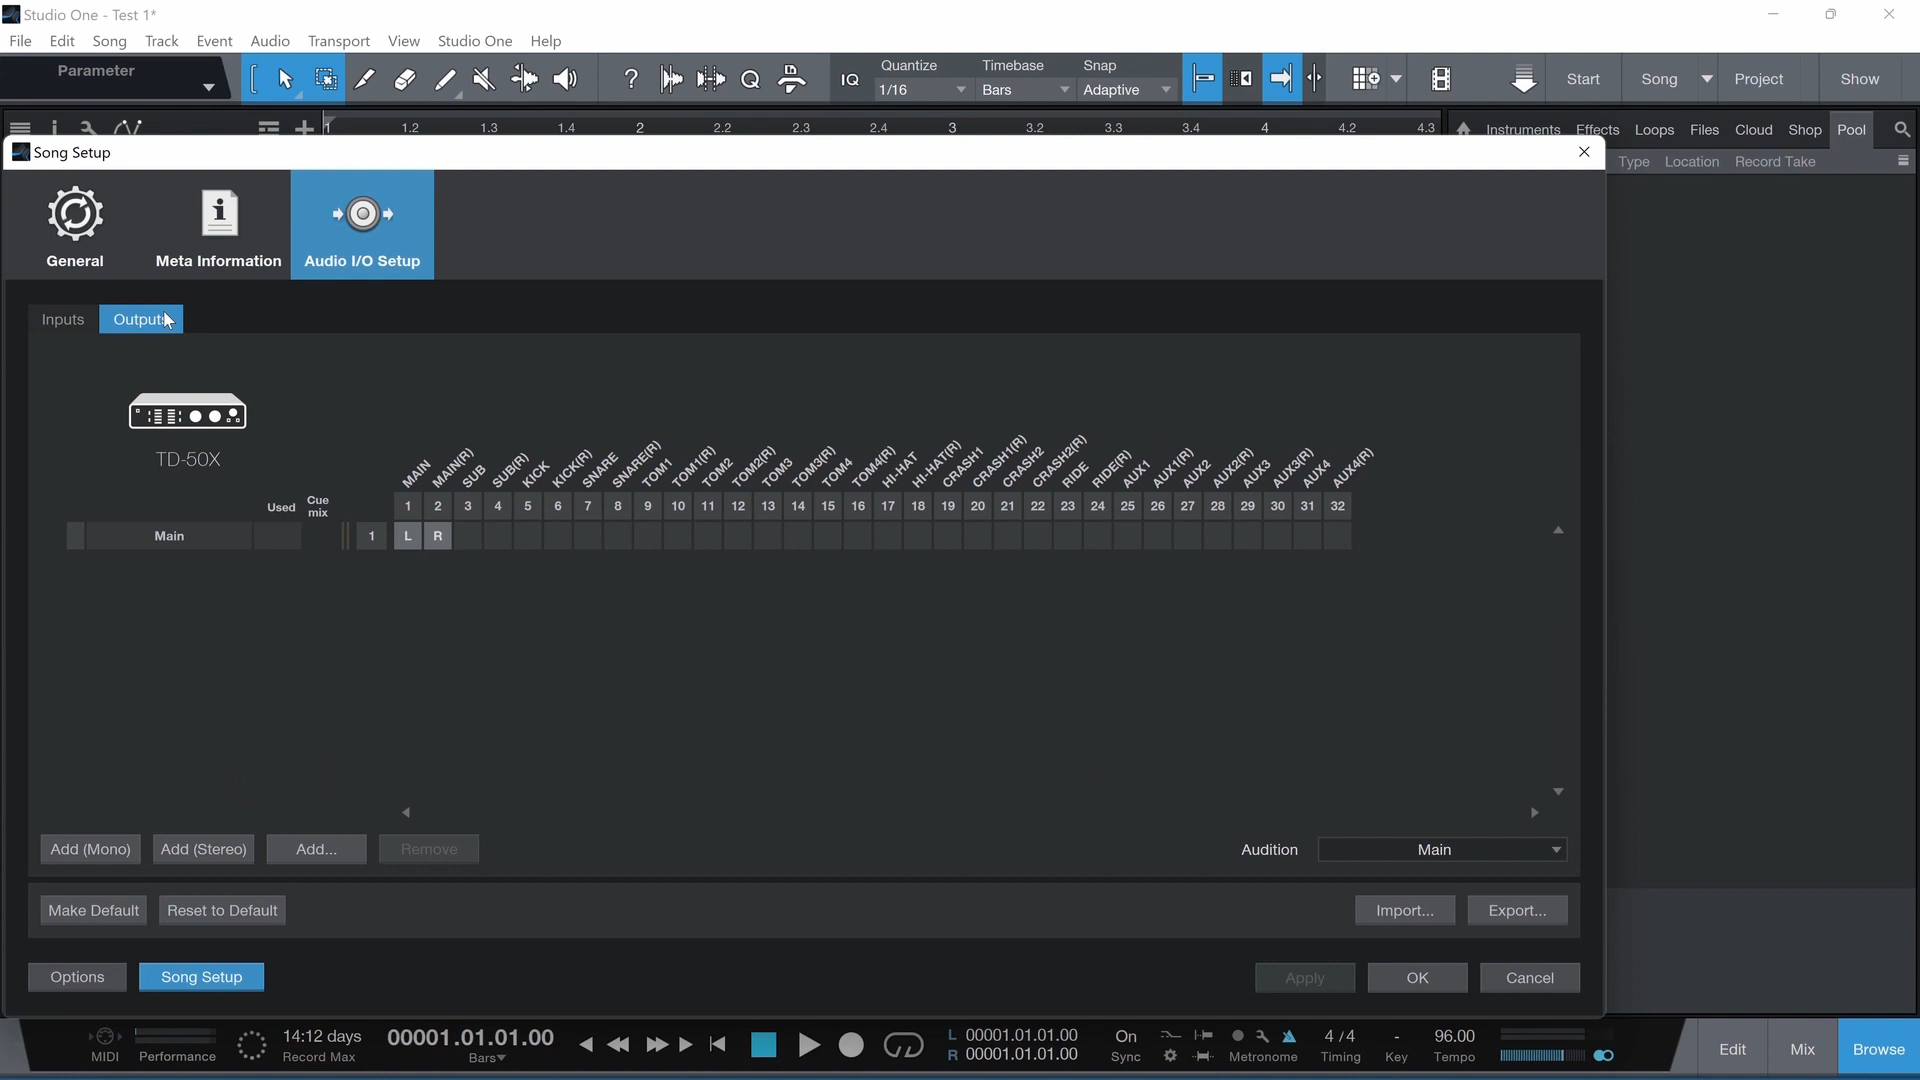 Studio One - Test 1*
File Edit Song Track Event Audio Transport View Studio One Help
Parameter
? IQ Quantize Timebase Snap
1/16 Bars Adaptive
Start Song Project Show
1 1.2 1.3 1.4 2 2.2 2.3 2.4 3 3.2 3.3 3.4 4 4.2 4.3
Instruments Effects Loops Files Cloud Shop Pool
Type Location Record Take
Song Setup
General Meta Information Audio I/O Setup
Inputs Outputs
TD-50X
MAIN MAIN(R) SUB SUB(R) KICK KICK(R) SNARE SNARE(R) TOM1 TOM1(R) TOM2 TOM2(R) TOM3 TOM3(R) TOM4 TOM4(R) HI-HAT HI-HAT(R) CRASH1 CRASH1(R) CRASH2 CRASH2(R) RIDE RIDE(R) AUX1 AUX1(R) AUX2 AUX2(R) AUX3 AUX3(R) AUX4 AUX4(R)
Used Cue mix 1 2 3 4 5 6 7 8 9 10 11 12 13 14 15 16 17 18 19 20 21 22 23 24 25 26 27 28 29 30 31 32
Main 1 L R
Add (Mono) Add (Stereo) Add... Remove Audition Main
Make Default Reset to Default Import... Export...
Options Song Setup Apply OK Cancel
14:12 days 00001.01.01.00 L 00001.01.01.00 On 4 / 4 - 96.00
MIDI Performance Record Max Bars R 00001.01.01.00 Sync Metronome Timing Key Tempo
Edit Mix Browse